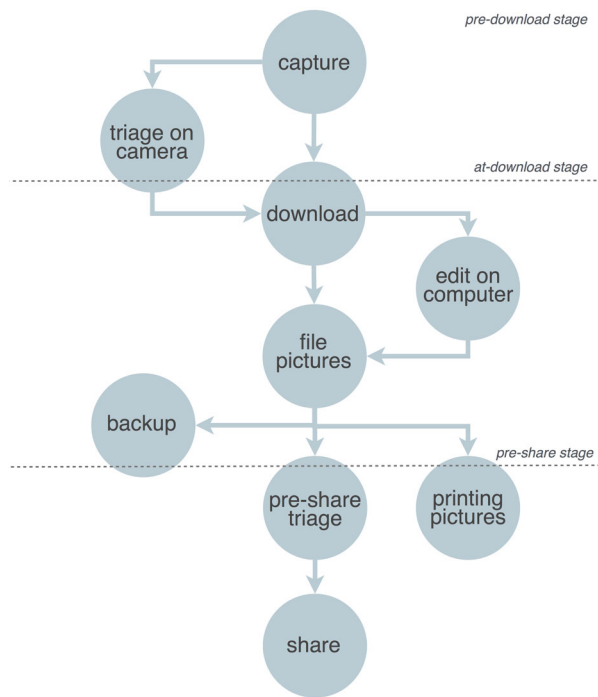 pre-download stage
capture
triage on
camera
at-download stage
download
edit on
computer
file
pictures
backup
pre-share stage
pre-share
triage
printing
pictures
share